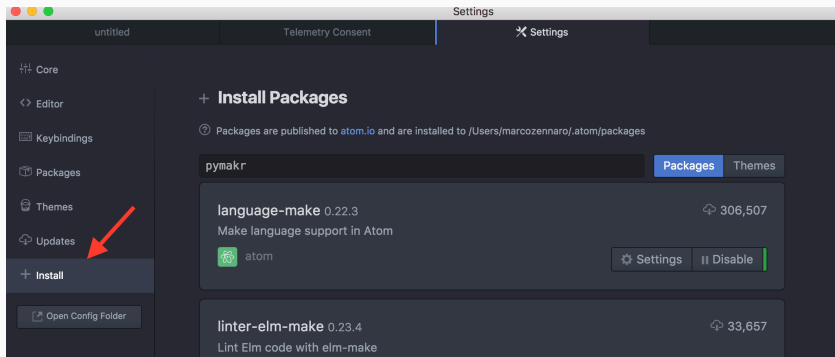 Settings
untitled
Telemetry Consent
Settings
Core
Editor
Keybindings
Packages
Themes
Updates
Install
Open Config Folder
+ Install Packages
Packages are published to atom.io and are installed to /Users/marcozennaro/.atom/packages
pymakr
Packages Themes
language-make 0.22.3 306,507
Make language support in Atom
atom
Settings Disable
linter-elm-make 0.23.4 33,657
Lint Elm code with elm-make